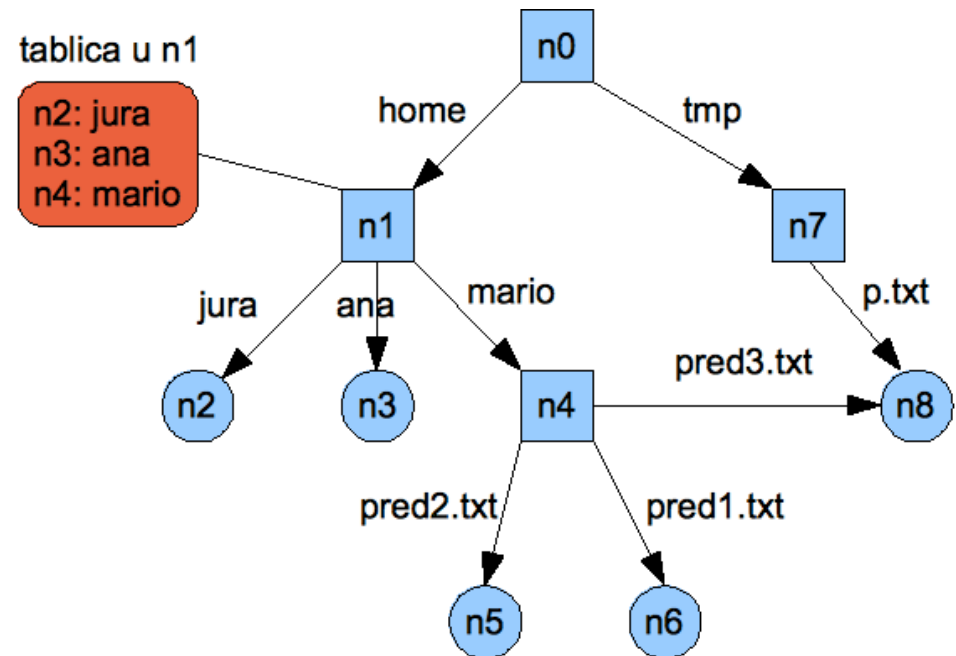 tablica u n1
n2: jura
n3: ana
n4: mario
n0
home
tmp
n1
n7
jura
ana
mario
p.txt
pred3.txt
n2
n3
n4
n8
pred2.txt
pred1.txt
n5
n6